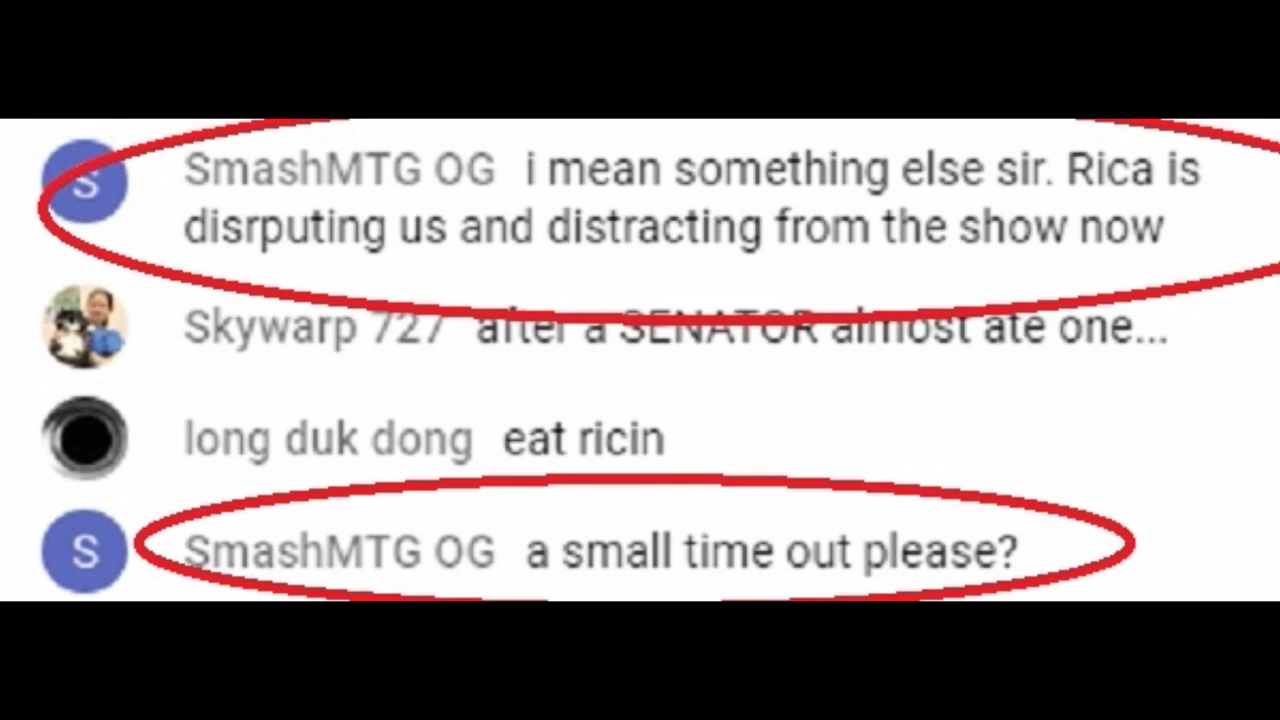 S SmashMTG OG i mean something else sir. Rica is
disrputing us and distracting from the show now
Skywarp 727 after a SENATOR almost ate one...
long duk dong eat ricin
S SmashMTG OG a small time out please?